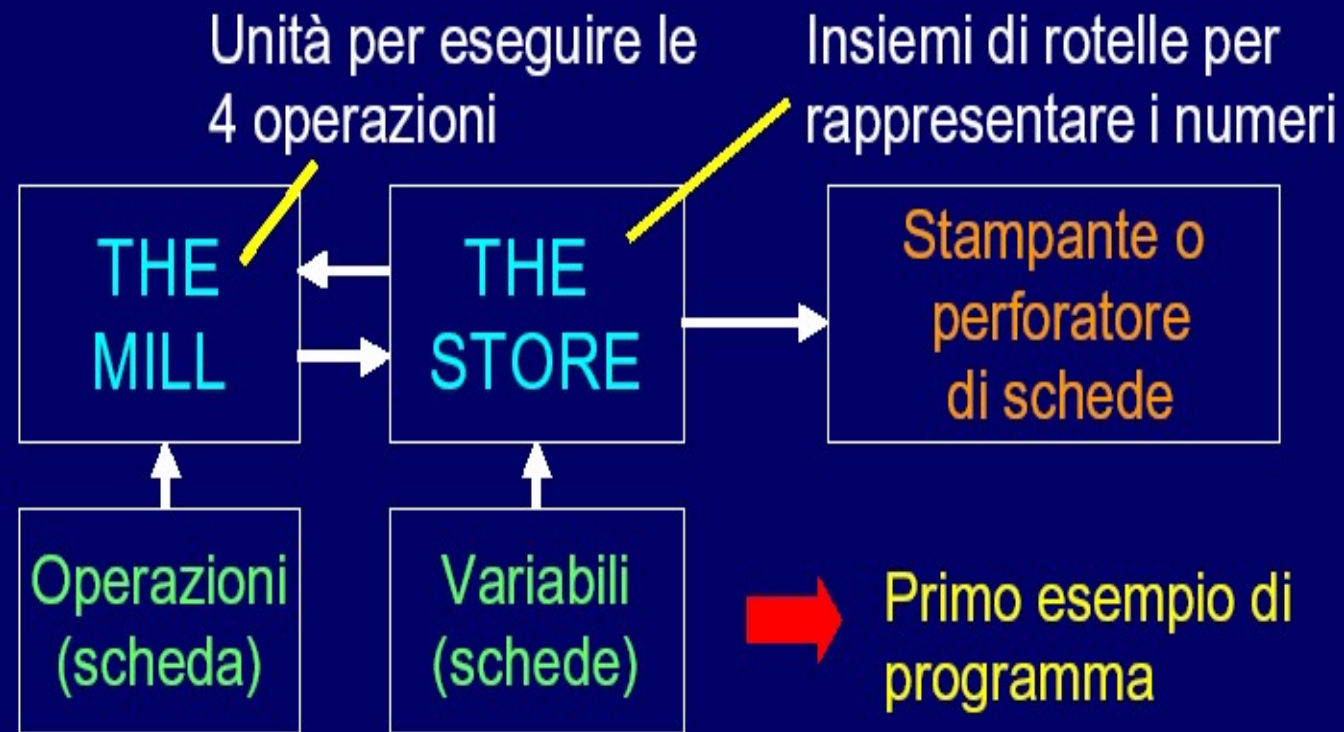 Unità per eseguire le
4 operazioni
Insiemi di rotelle per
rappresentare i numeri
THE
MILL
THE
STORE
Stampante o
perforatore
di schede
Operazioni
(scheda)
Variabili
(schede)
Primo esempio di
programma